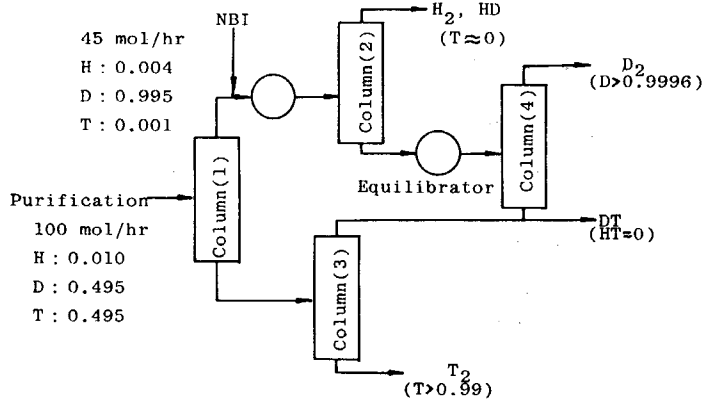 NBI
45 mol/hr
H : 0.004
D : 0.995
T : 0.001
H2, HD
(T≈0)
D2
(D>0.9996)
Column(2)
Column(4)
Equilibrator
Column(1)
Purification
100 mol/hr
H : 0.010
D : 0.495
T : 0.495
DT
(HT≈0)
Column(3)
T2
(T>0.99)